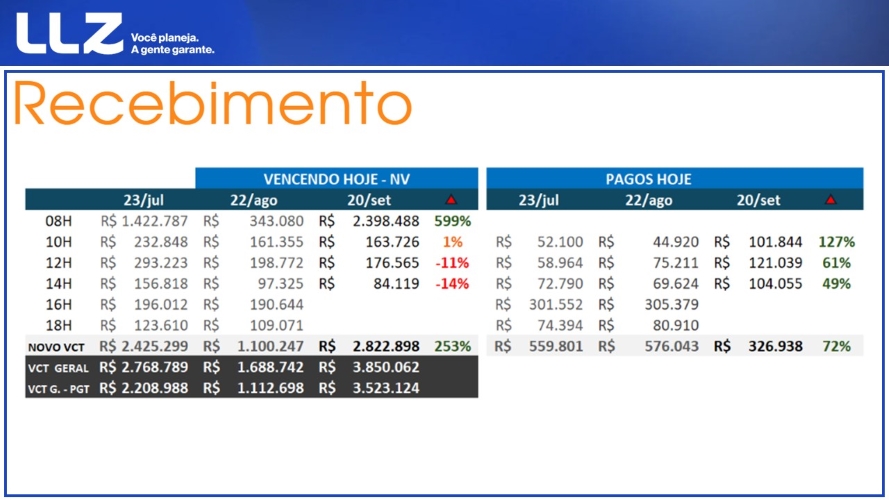 LLZ Você planeja.
A gente garante.
Recebimento
VENCENDO HOJE - NV PAGOS HOJE
23/jul 22/ago 20/set 23/jul 22/ago 20/set
08H R$ 1.422.787 R$ 343.080 R$ 2.398.488 599%
10H R$ 232.848 R$ 161.355 R$ 163.726 1% R$ 52.100 R$ 44.920 R$ 101.844 127%
12H R$ 293.223 R$ 198.772 R$ 176.565 -11% R$ 58.964 R$ 75.211 R$ 121.039 61%
14H R$ 156.818 R$ 97.325 R$ 84.119 -14% R$ 72.790 R$ 69.624 R$ 104.055 49%
16H R$ 196.012 R$ 190.644 R$ 301.552 R$ 305.379
18H R$ 123.610 R$ 109.071 R$ 74.394 R$ 80.910
NOVO VCT R$ 2.425.299 R$ 1.100.247 R$ 2.822.898 253% R$ 559.801 R$ 576.043 R$ 326.938 72%
VCT GERAL R$ 2.768.789 R$ 1.688.742 R$ 3.850.062
VCT G. - PGT R$ 2.208.988 R$ 1.112.698 R$ 3.523.124